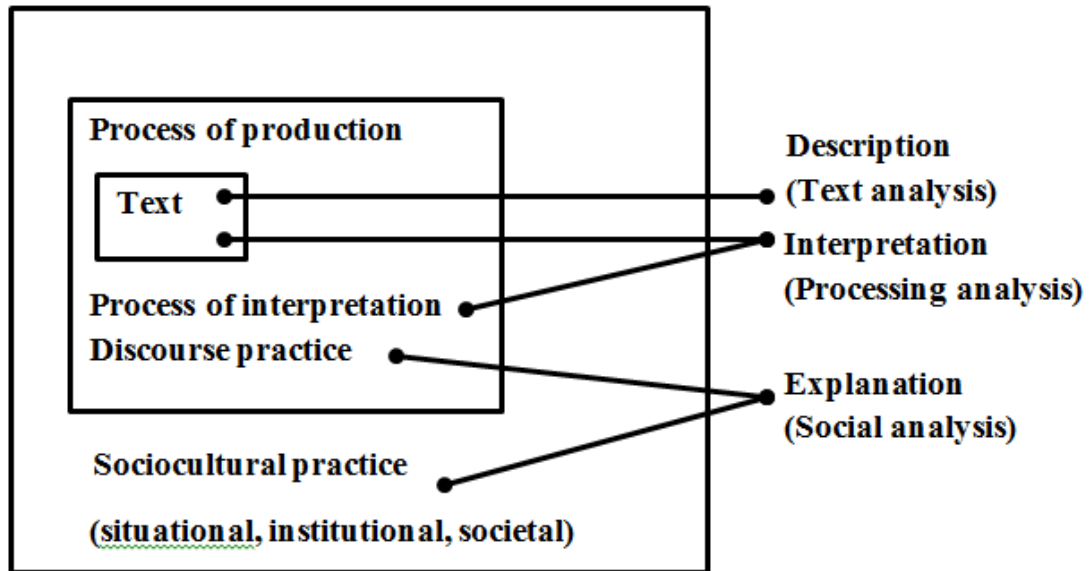 Process of production
Text
Process of interpretation
Discourse practice
Sociocultural practice
(situational, institutional, societal)
Description
(Text analysis)
Interpretation
(Processing analysis)
Explanation
(Social analysis)